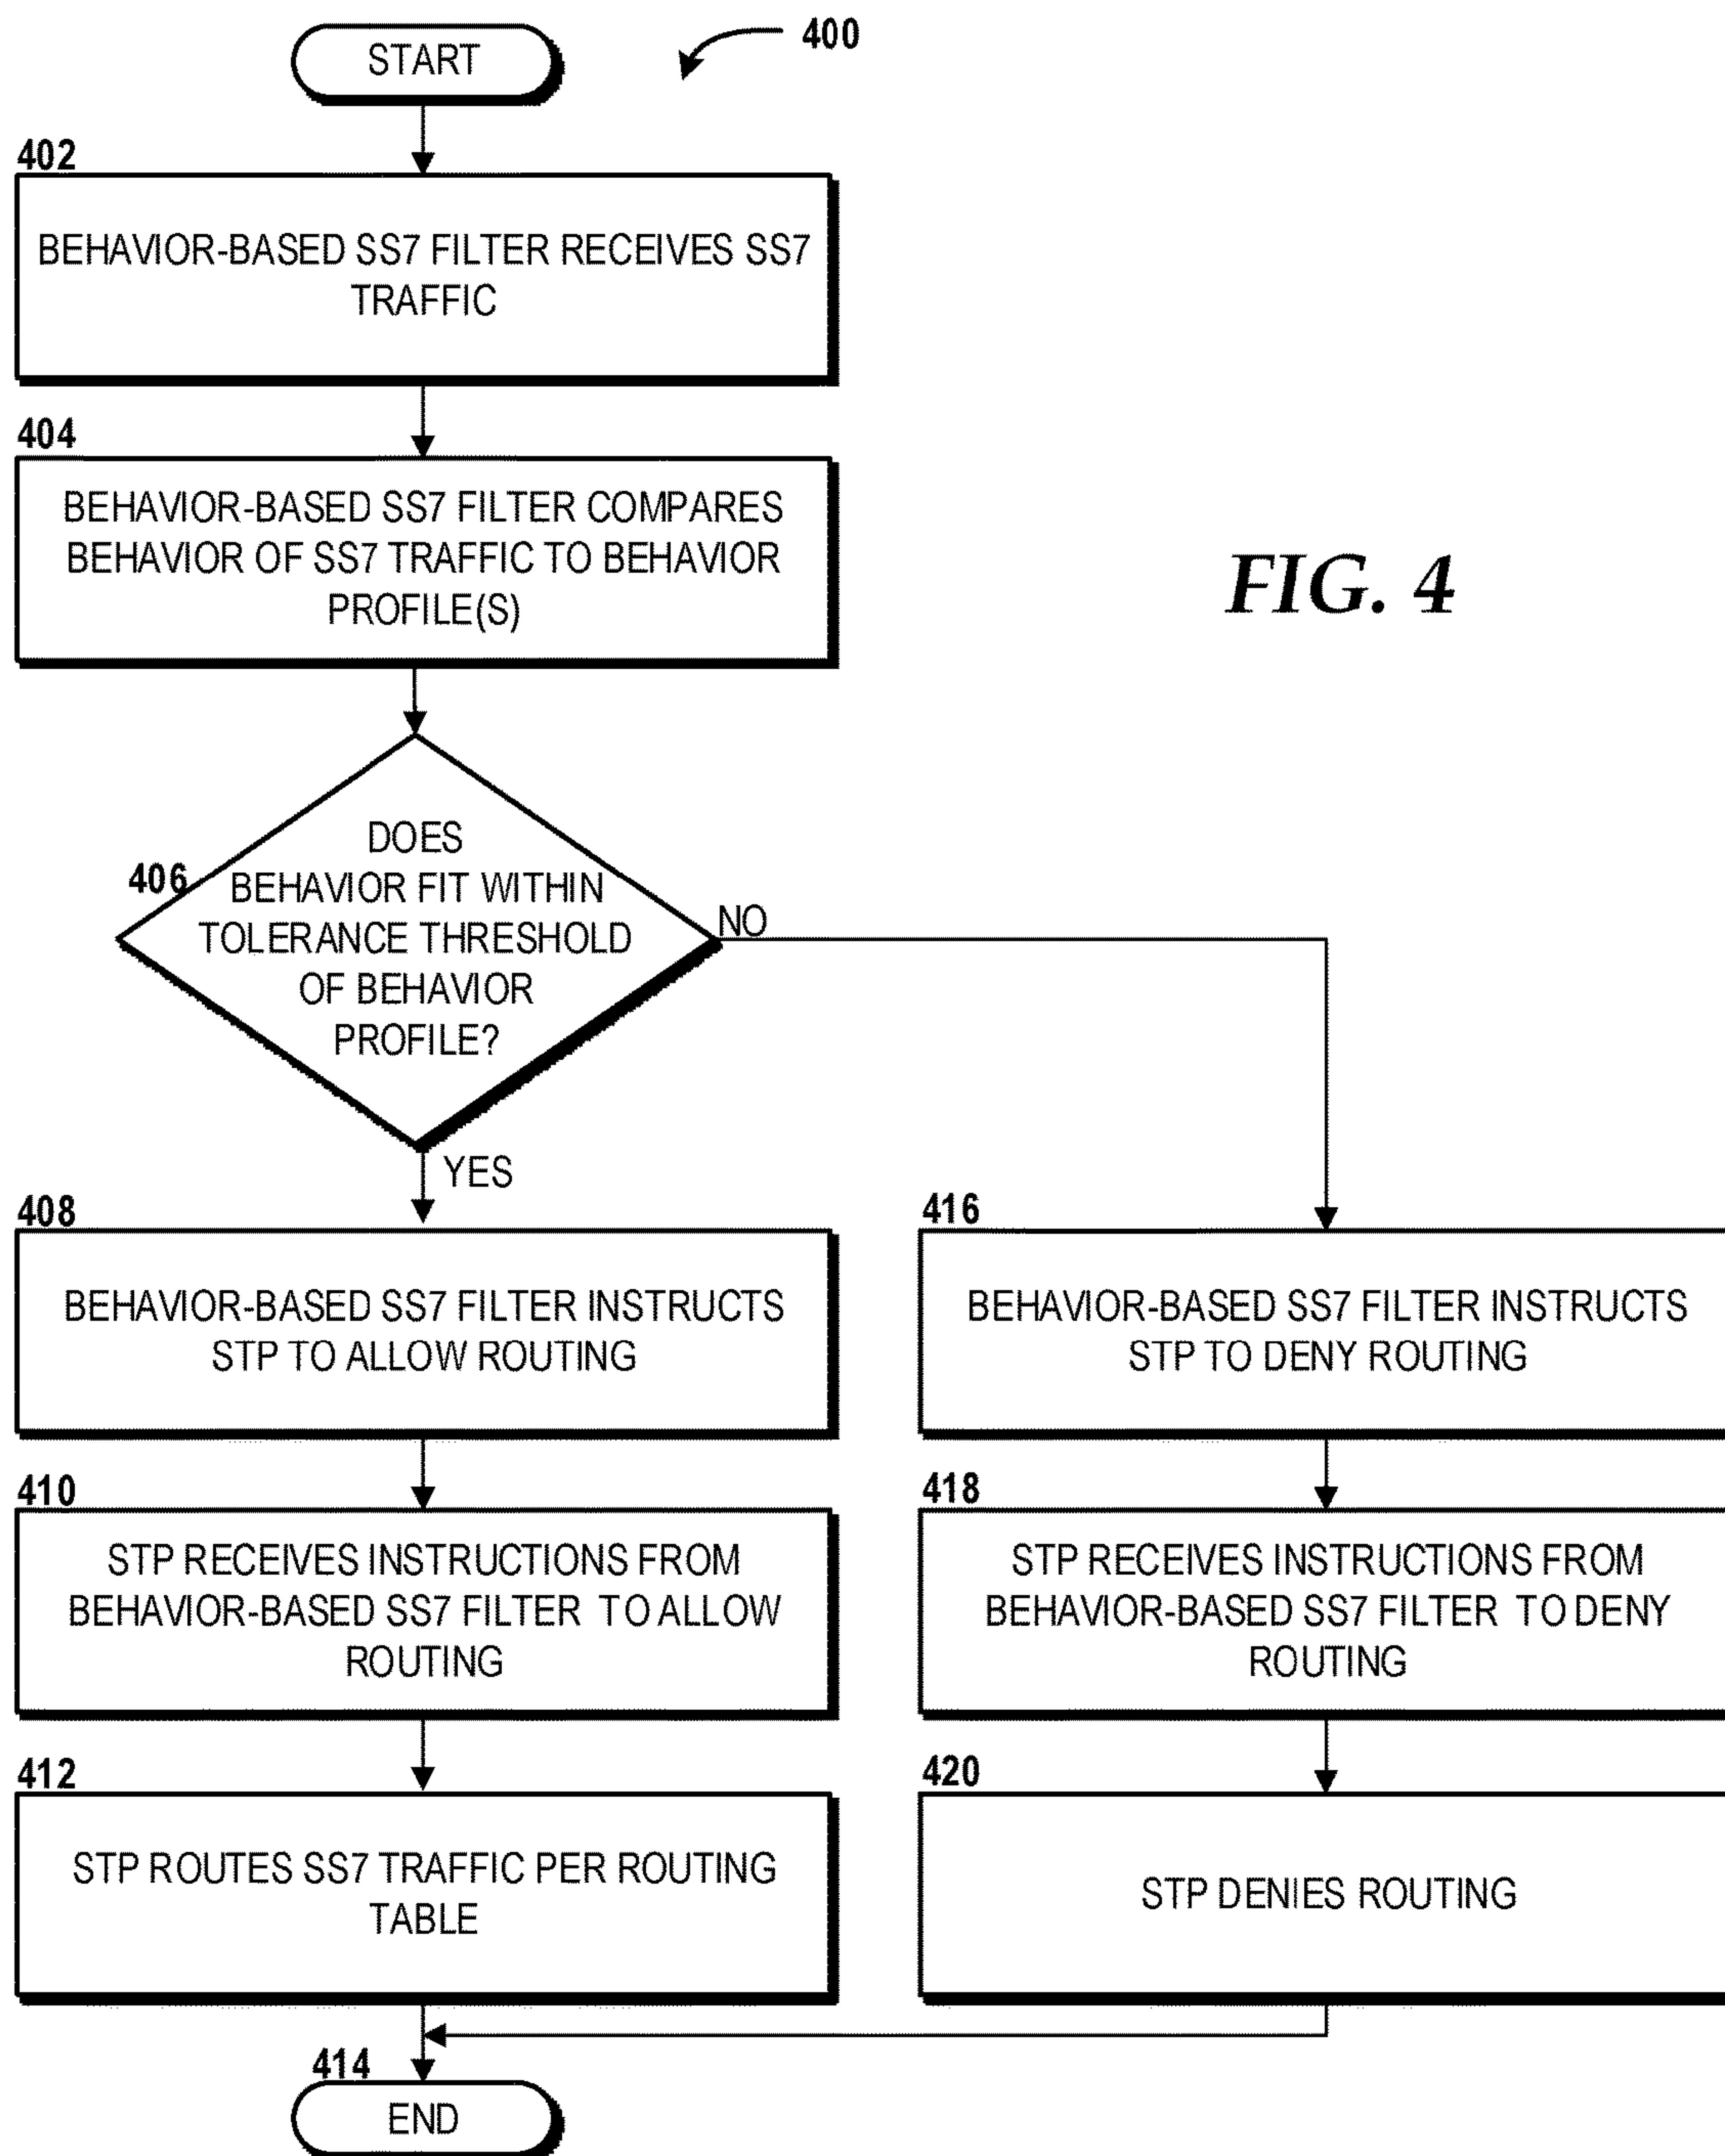 START
400
402
BEHAVIOR-BASED SS7 FILTER RECEIVES SS7
TRAFFIC
404
BEHAVIOR-BASED SS7 FILTER COMPARES
BEHAVIOR OF SS7 TRAFFIC TO BEHAVIOR
PROFILE(S)
FIG. 4
406
DOES
BEHAVIOR FIT WITHIN
TOLERANCE THRESHOLD
OF BEHAVIOR
PROFILE?
NO
YES
408
BEHAVIOR-BASED SS7 FILTER INSTRUCTS
STP TO ALLOW ROUTING
416
BEHAVIOR-BASED SS7 FILTER INSTRUCTS
STP TO DENY ROUTING
410
STP RECEIVES INSTRUCTIONS FROM
BEHAVIOR-BASED SS7 FILTER TO ALLOW
ROUTING
418
STP RECEIVES INSTRUCTIONS FROM
BEHAVIOR-BASED SS7 FILTER TO DENY
ROUTING
412
STP ROUTES SS7 TRAFFIC PER ROUTING
TABLE
420
STP DENIES ROUTING
414
END